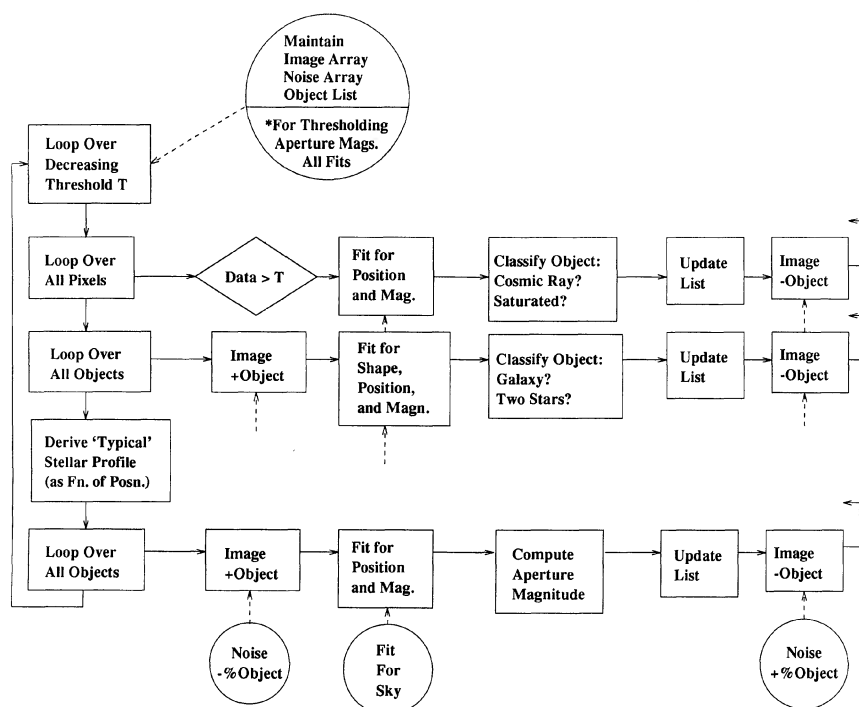 Maintain
Image Array
Noise Array
Object List
*For Thresholding
Aperture Mags.
All Fits
Loop Over
Decreasing
Threshold T
Loop Over
All Pixels
Data > T
Fit for
Position
and Mag.
Classify Object:
Cosmic Ray?
Saturated?
Update
List
Image
-Object
Loop Over
All Objects
Image
+Object
Fit for
Shape,
Position,
and Magn.
Classify Object:
Galaxy?
Two Stars?
Update
List
Image
-Object
Derive 'Typical'
Stellar Profile
(as Fn. of Posn.)
Loop Over
All Objects
Image
+Object
Fit for
Position
and Mag.
Compute
Aperture
Magnitude
Update
List
Image
-Object
Noise
-%Object
Fit
For
Sky
Noise
+%Object